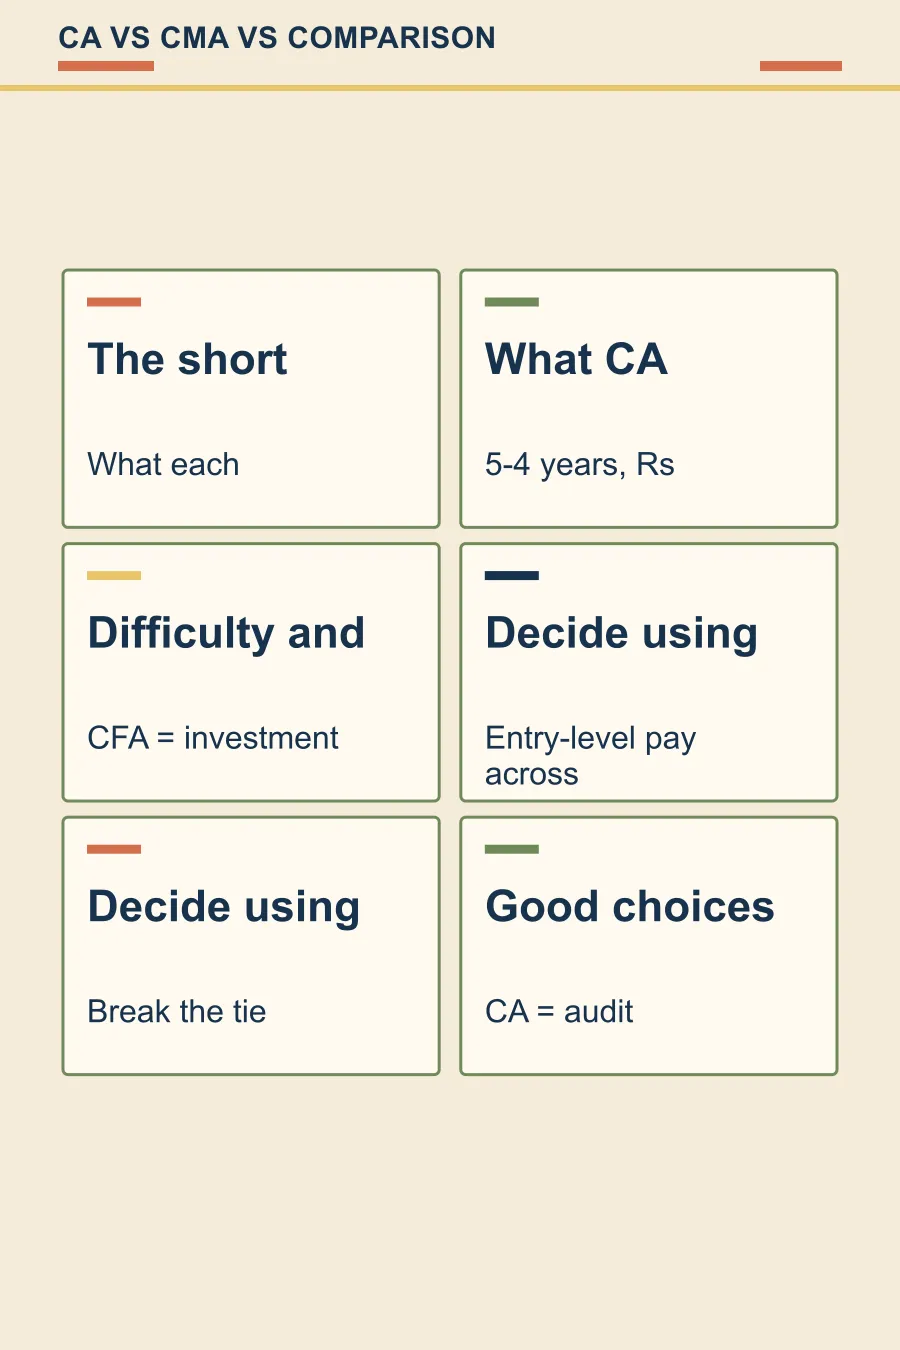 CA VS CMA VS COMPARISON
The short
What each
What CA
5-4 years, Rs
Difficulty and
CFA = investment
Decide using
Entry-level pay
across
Decide using
Break the tie
Good choices
CA = audit